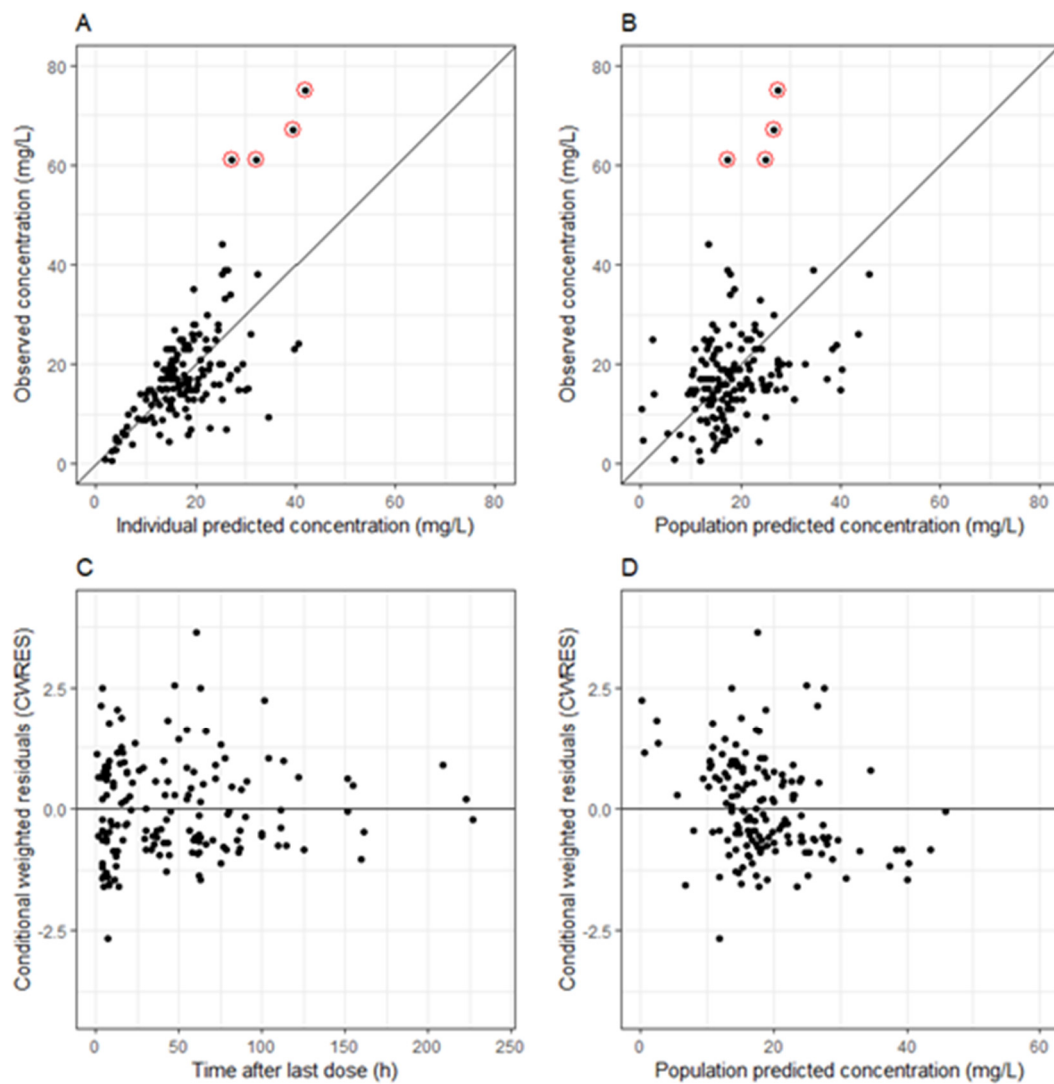 A
B
80
60
40
20
0
Observed concentration (mg/L)
0 20 40 60 80
Individual predicted concentration (mg/L)
80
60
40
20
0
Observed concentration (mg/L)
0 20 40 60 80
Population predicted concentration (mg/L)
C
D
2.5
0.0
-2.5
Conditional weighted residuals (CWRES)
0 50 100 150 200 250
Time after last dose (h)
2.5
0.0
-2.5
Conditional weighted residuals (CWRES)
0 20 40 60
Population predicted concentration (mg/L)